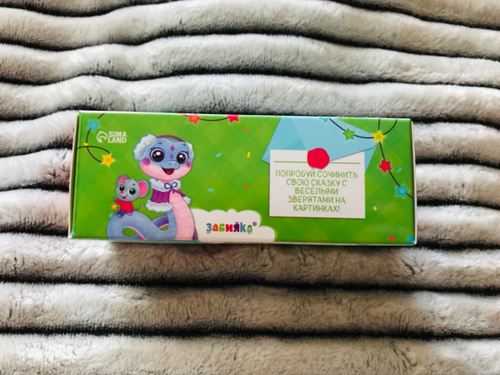 SIMA
LAND
ПОПРОБУЙ СОЧИНИТЬ
СВОЮ СКАЗКУ С
ВЕСЁЛЫМИ
ЗВЕРЯТАМИ НА
КАРТИНКАХ!
ЗАБИЯКА®